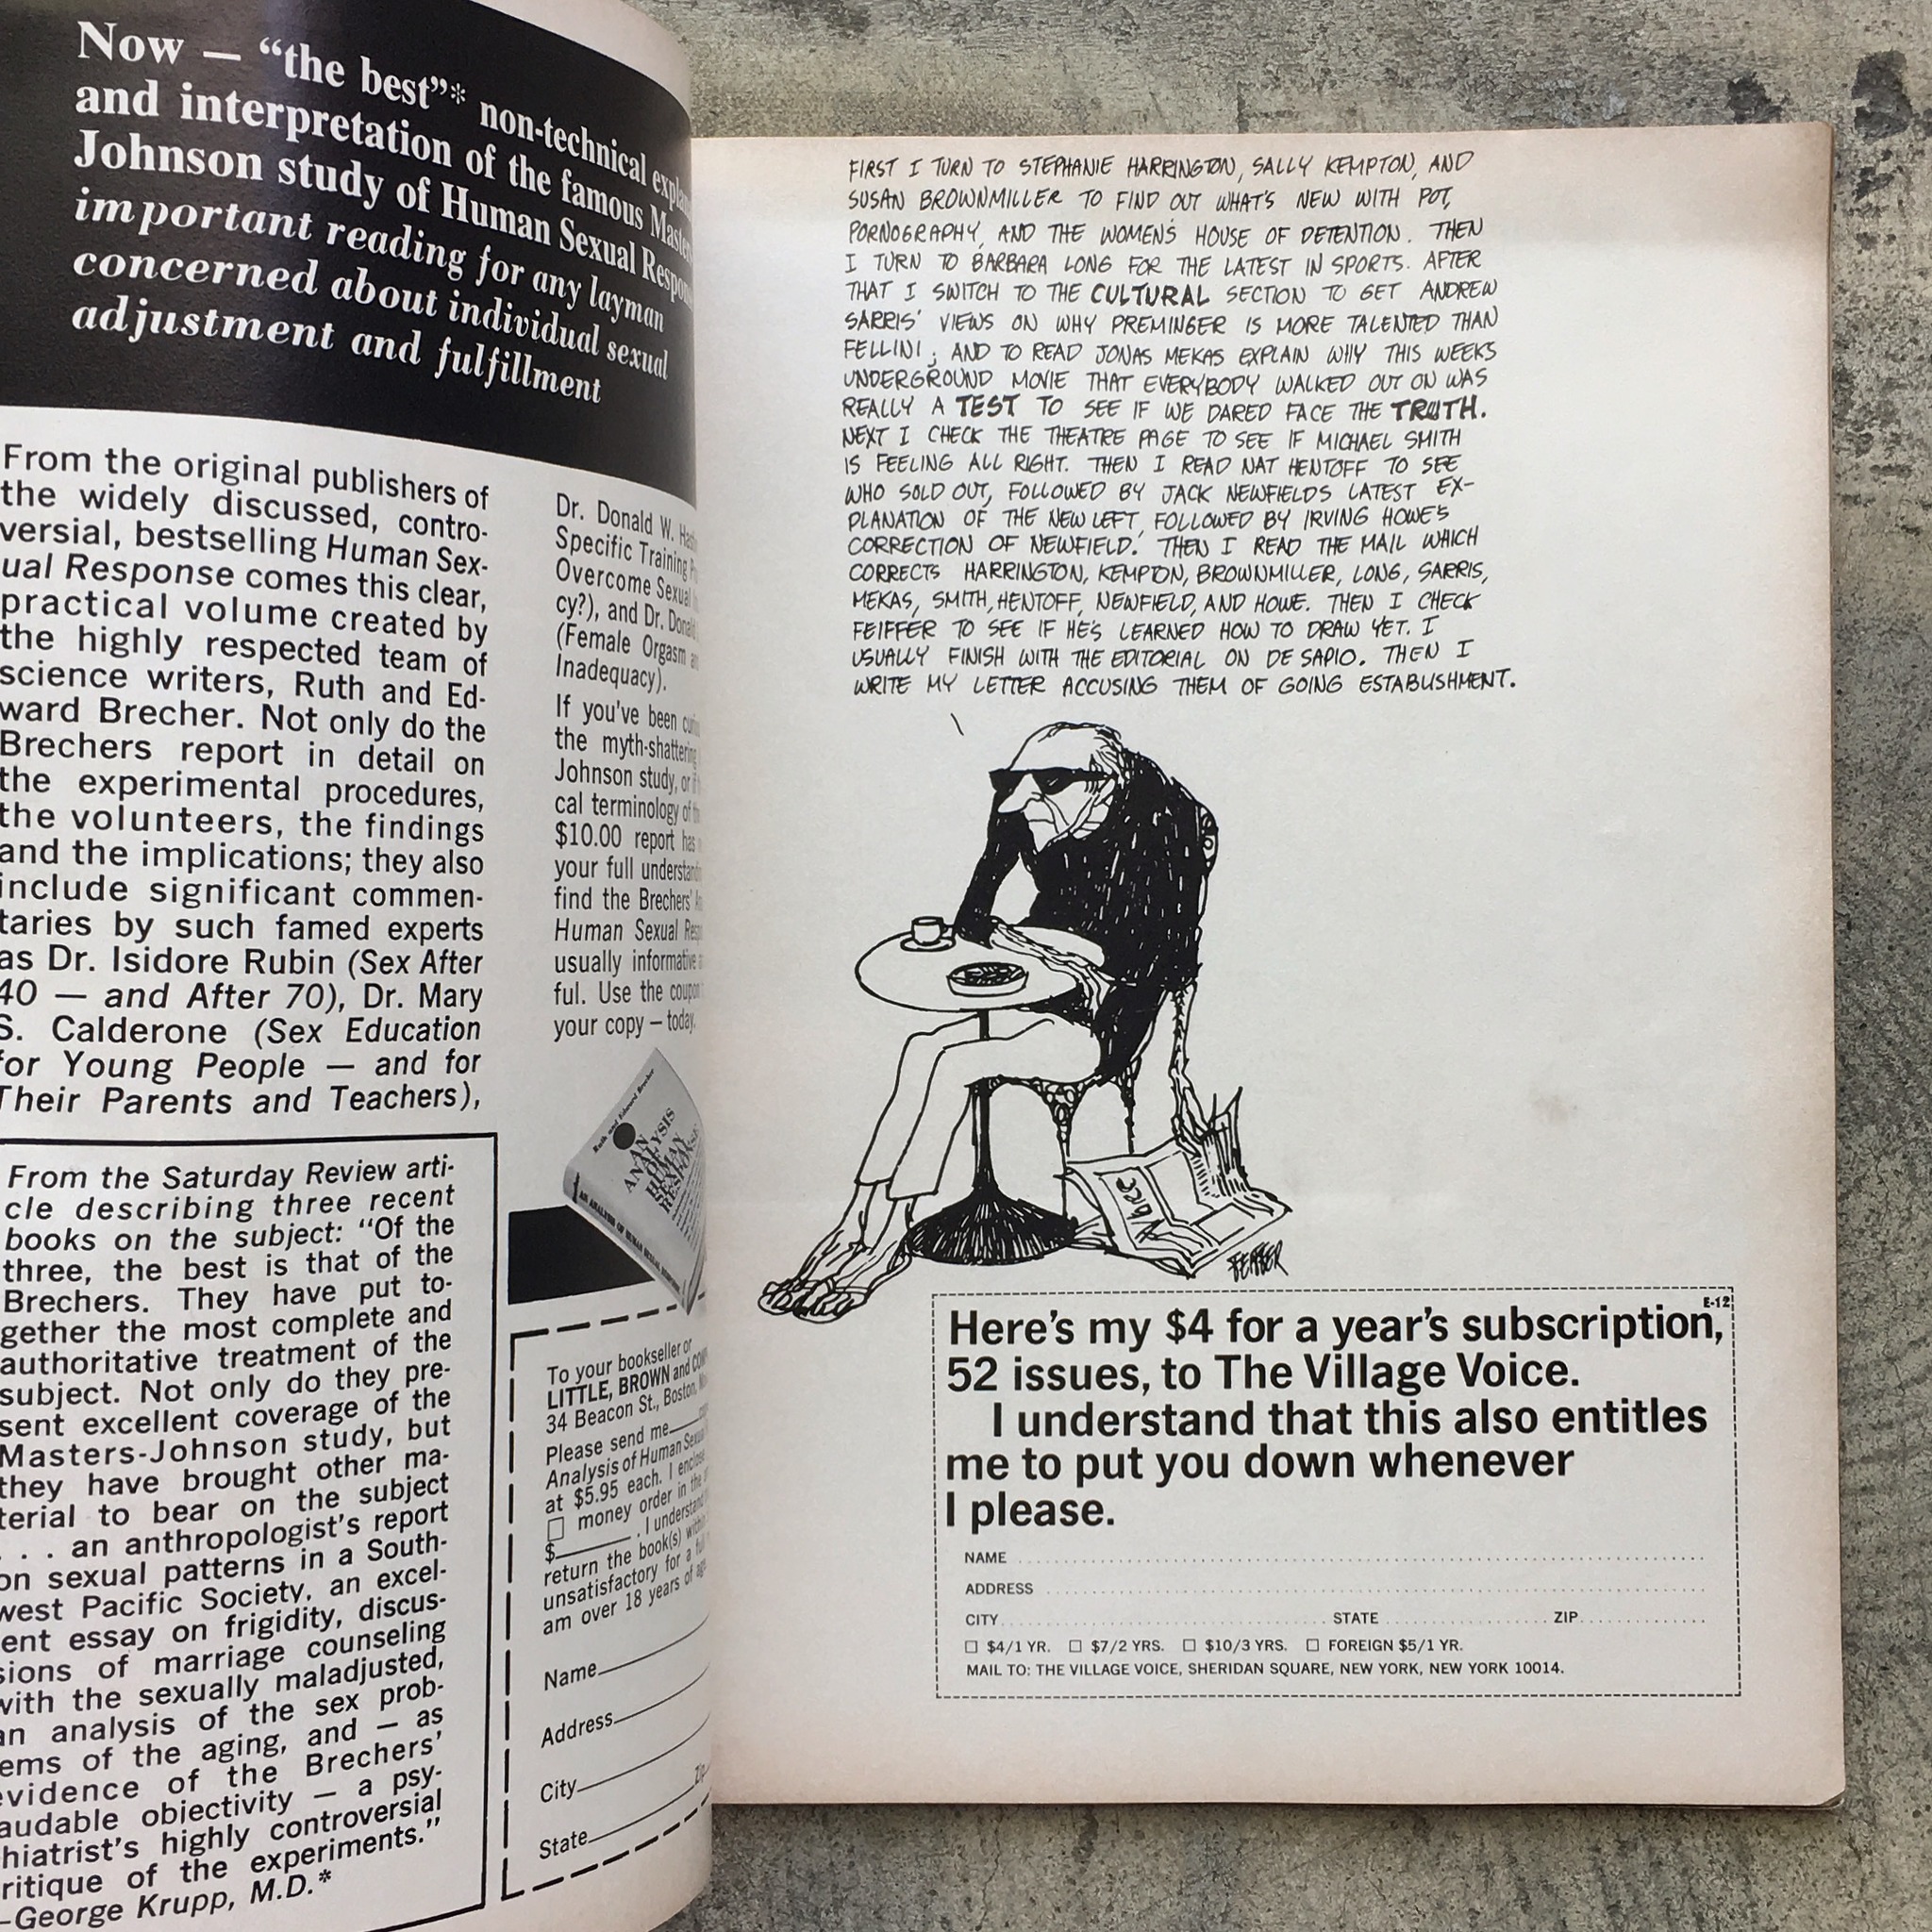 Now — “the best”* non-technical
and interpretation of the famous
Johnson study of Human Sexual
important reading for any layman
concerned about individual sexual
adjustment and fulfillment
From the original publishers of
the widely discussed, contro-
versial, bestselling Human Sex-
ual Response comes this clear,
practical volume created by
the highly respected team of
science writers, Ruth and Ed-
ward Brecher. Not only do the
Brechers report in detail on
the experimental procedures,
the volunteers, the findings
and the implications; they also
include significant commen-
taries by such famed experts
as Dr. Isidore Rubin (Sex After
40 — and After 70), Dr. Mary
S. Calderone (Sex Education
for Young People — and for
Their Parents and Teachers),
Dr. Donald W.
Specific Training
Overcome Sexual
cy?), and Dr. Donald
(Female Orgasm
Inadequacy).
If you've been
the myth-shattering
Johnson study, or
cal terminology of
$10.00 report has
your full
find the Brechers'
Human Sexual
usually informative
ful. Use the
your copy — today.
Ruth and Edward Brecher
AN
ANALYSIS
OF
HUMAN
SEXUAL
RESPONSE
From the Saturday Review arti-
cle describing three recent
books on the subject: “Of the
three, the best is that of the
Brechers. They have put to-
gether the most complete and
authoritative treatment of the
subject. Not only do they pre-
sent excellent coverage of the
Masters-Johnson study, but
they have brought other ma-
terial to bear on the subject
. . . an anthropologist's report
on sexual patterns in a South-
west Pacific Society, an excel-
ent essay on frigidity, discus-
sions of marriage counseling
with the sexually maladjusted,
an analysis of the sex prob-
ems of the aging, and — as
evidence of the Brechers'
audable objectivity — a psy-
hiatrist's highly controversial
ritique of the experiments.”
—George Krupp, M.D.*
To your bookseller or
LITTLE, BROWN and
34 Beacon St., Boston,
Please send me
Analysis of Human
at $5.95 each. I enclose
money order in the
$ . I understand
return the book(s) within
unsatisfactory for a
am over 18 years of
Name
Address
City
State
FIRST I TURN TO STEPHANIE HARRINGTON, SALLY KEMPTON, AND
SUSAN BROWNMILLER TO FIND OUT WHAT'S NEW WITH POT,
PORNOGRAPHY, AND THE WOMEN'S HOUSE OF DETENTION. THEN
I TURN TO BARBARA LONG FOR THE LATEST IN SPORTS. AFTER
THAT I SWITCH TO THE CULTURAL SECTION TO GET ANDREW
SARRIS' VIEWS ON WHY PREMINGER IS MORE TALENTED THAN
FELLINI; AND TO READ JONAS MEKAS EXPLAIN WHY THIS WEEKS
UNDERGROUND MOVIE THAT EVERYBODY WALKED OUT ON WAS
REALLY A TEST TO SEE IF WE DARED FACE THE TRUTH.
NEXT I CHECK THE THEATRE PAGE TO SEE IF MICHAEL SMITH
IS FEELING ALL RIGHT. THEN I READ NAT HENTOFF TO SEE
WHO SOLD OUT, FOLLOWED BY JACK NEWFIELDS LATEST EX-
PLANATION OF THE NEW LEFT, FOLLOWED BY IRVING HOWE'S
CORRECTION OF NEWFIELD. THEN I READ THE MAIL WHICH
CORRECTS HARRINGTON, KEMPTON, BROWNMILLER, LONG, SARRIS,
MEKAS, SMITH, HENTOFF, NEWFIELD, AND HOWE. THEN I CHECK
FEIFFER TO SEE IF HE'S LEARNED HOW TO DRAW YET. I
USUALLY FINISH WITH THE EDITORIAL ON DE SAPIO. THEN I
WRITE MY LETTER ACCUSING THEM OF GOING ESTABLISHMENT.
VOICE
FEIFFER
E-12
Here's my $4 for a year's subscription,
52 issues, to The Village Voice.
I understand that this also entitles
me to put you down whenever
I please.
NAME
ADDRESS
CITY STATE ZIP
☐ $4/1 YR. ☐ $7/2 YRS. ☐ $10/3 YRS. ☐ FOREIGN $5/1 YR.
MAIL TO: THE VILLAGE VOICE, SHERIDAN SQUARE, NEW YORK, NEW YORK 10014.